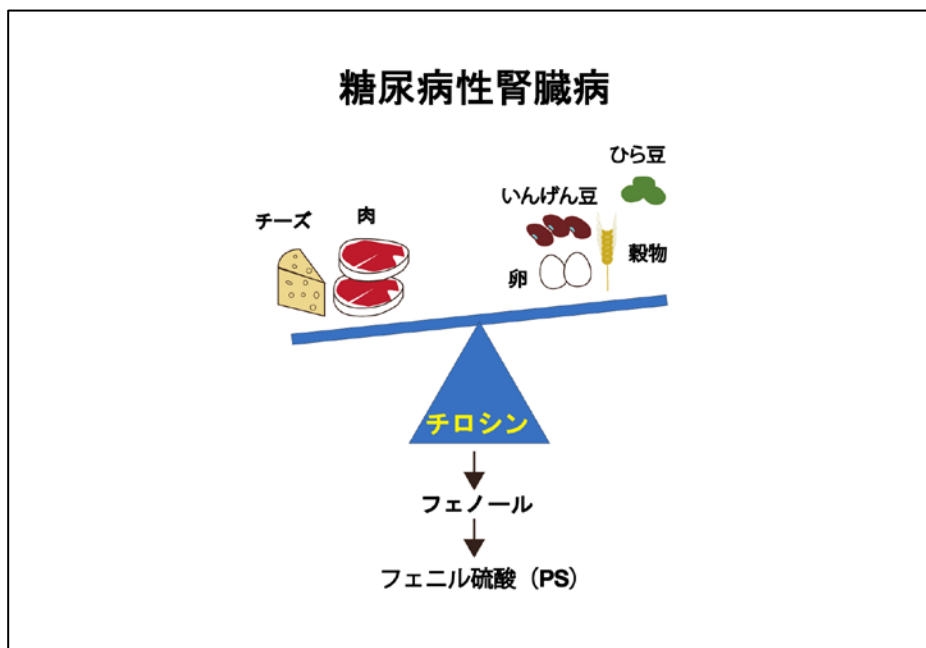 糖尿病性腎臓病
チーズ
肉
ひら豆
いんげん豆
穀物
卵
チロシン
フェノール
フェニル硫酸（PS）